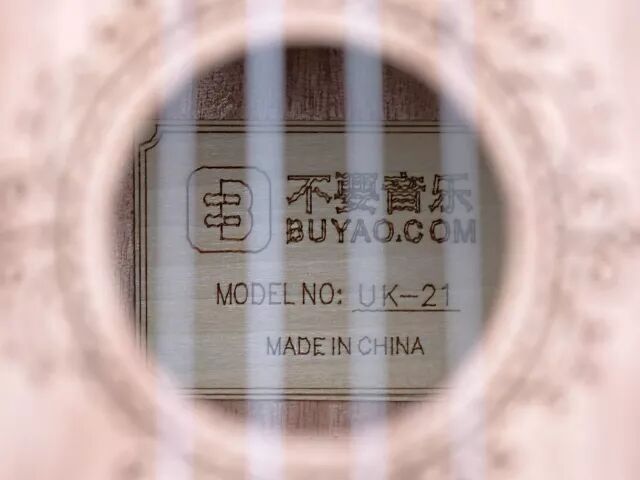 不要音乐
BUYAO.COM
MODEL NO: UK-21
MADE IN CHINA